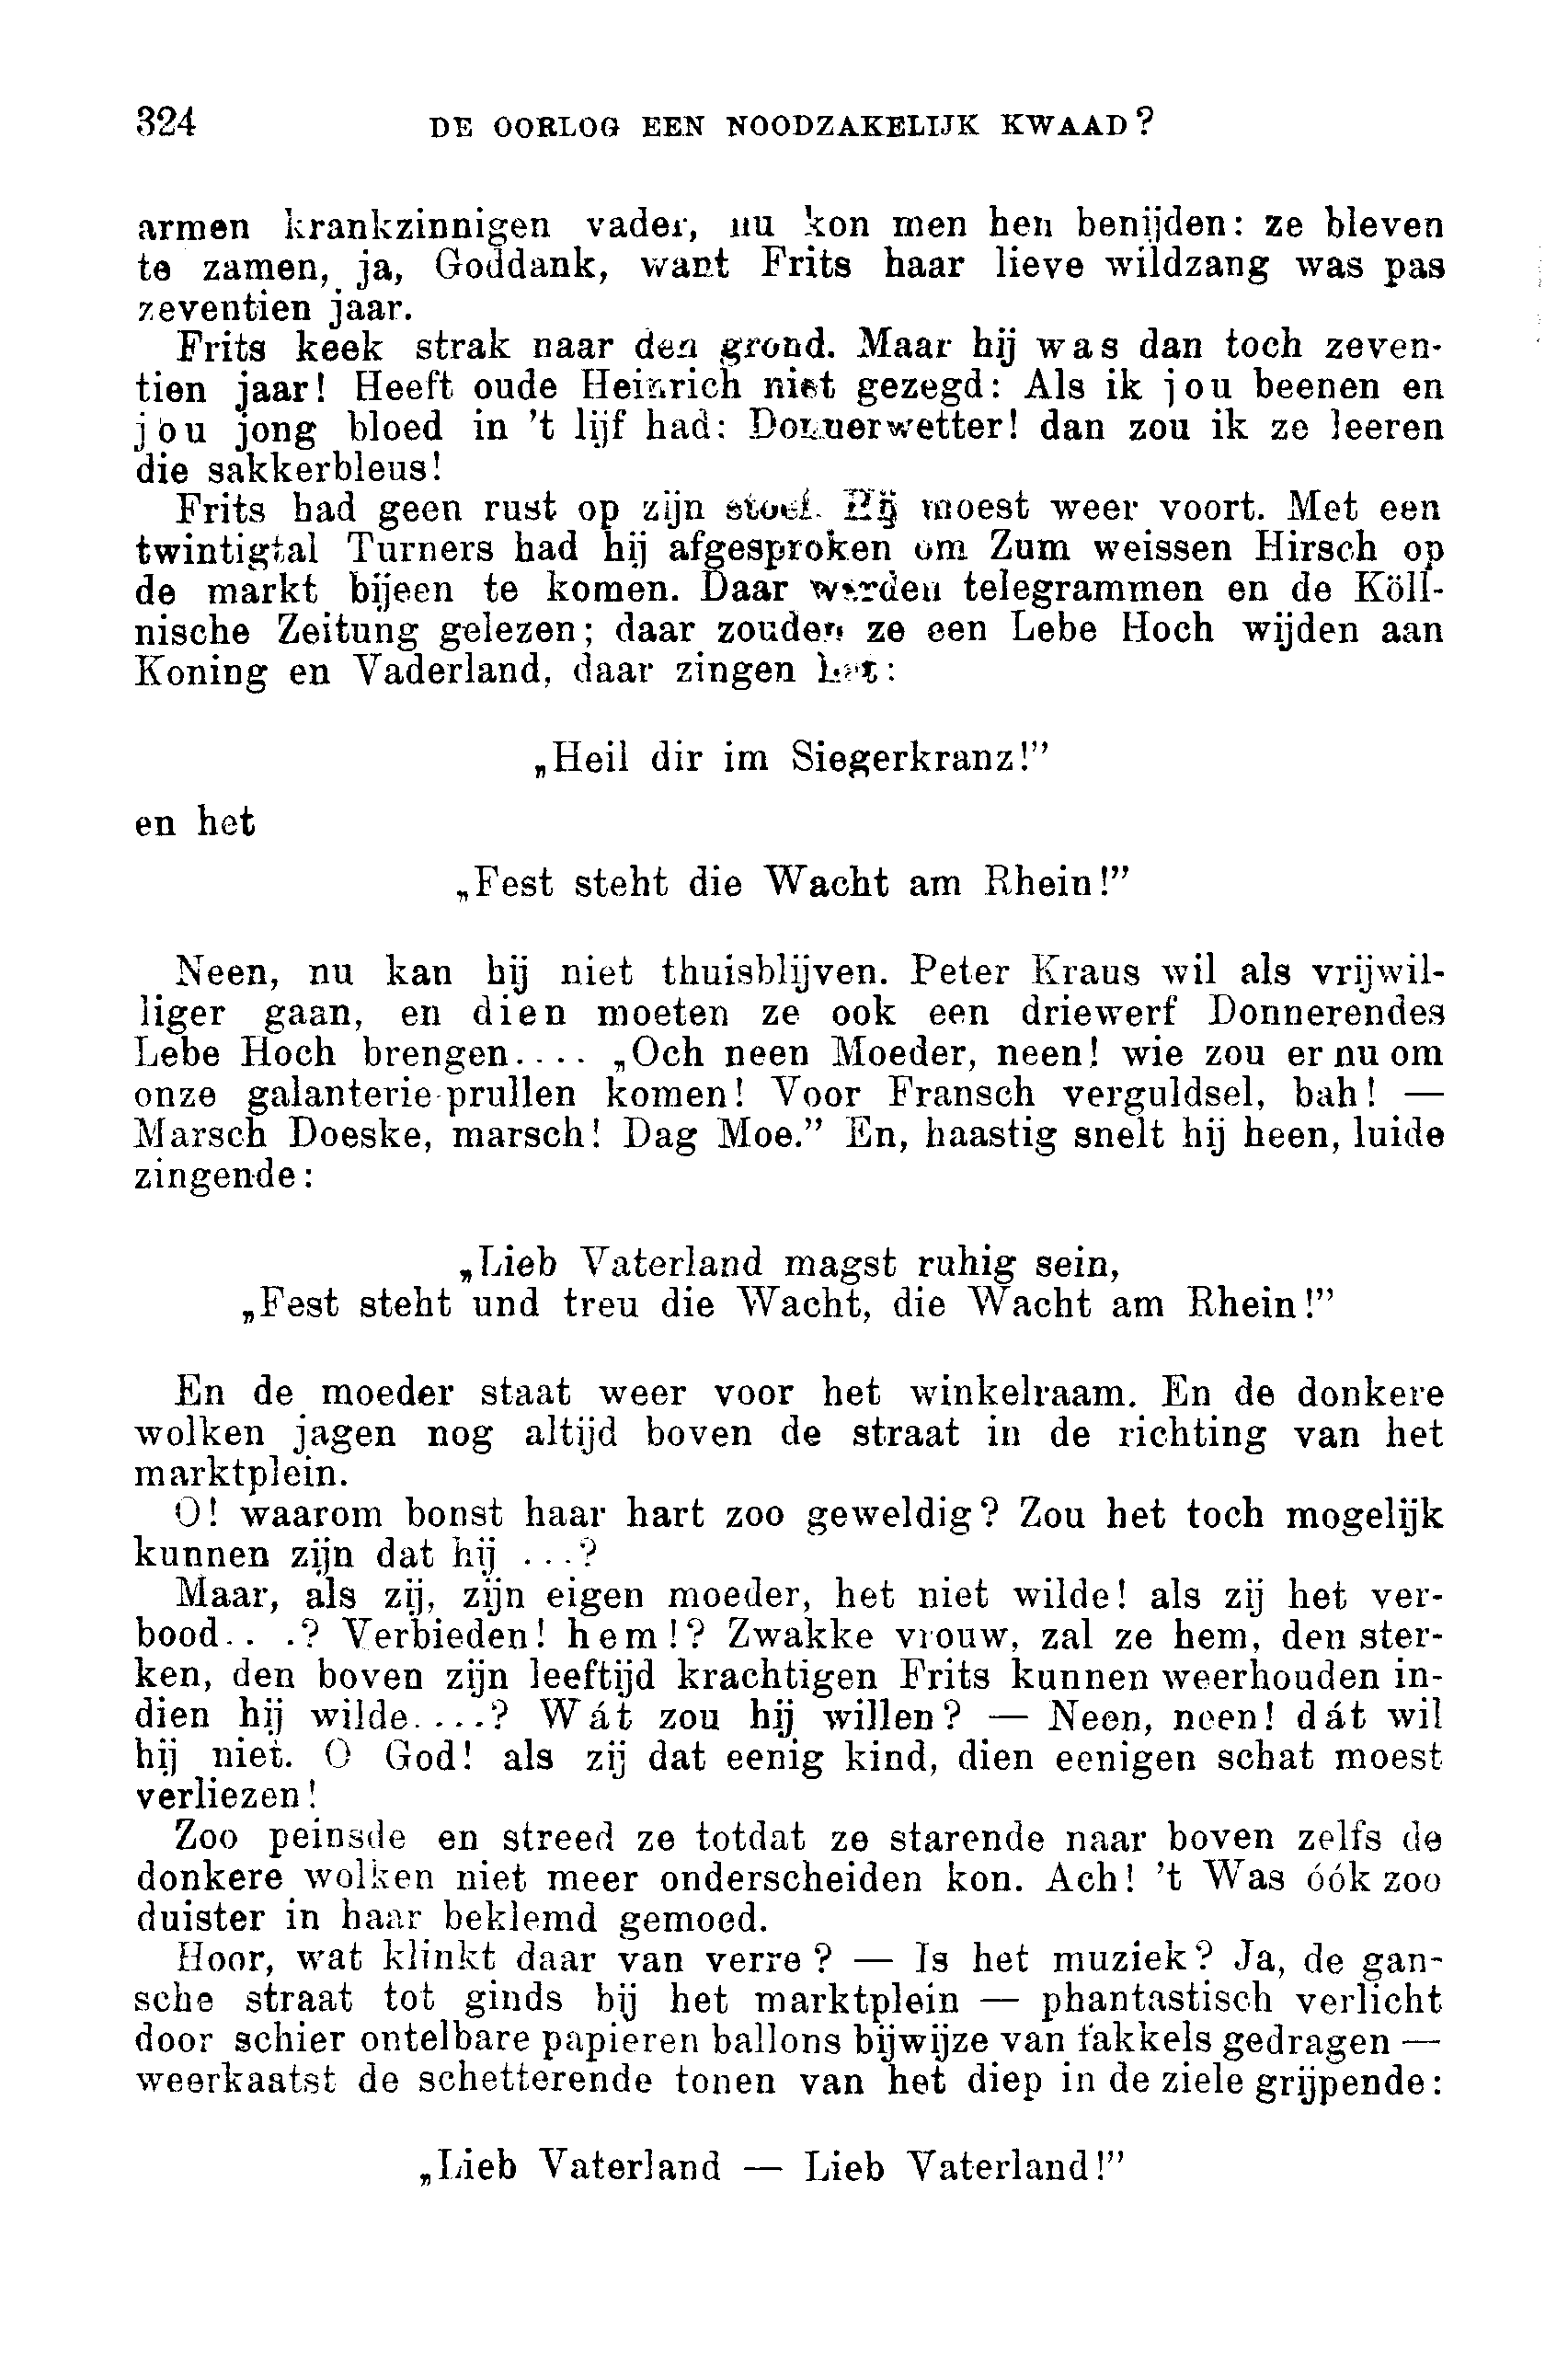 324 DE OORLOG EEN NOODZAKELIJK KWAAD?
armen krankzinnigen vader, nu kon men hen benijden: ze bleven
te zamen, ja, Goddank, want Frits haar lieve wildzang was pas
zeventien jaar.
Frits keek strak naar den grond. Maar hij was dan toch zeven-
tien jaar! Heeft oude Heinrich niet gezegd: Als ik jou beenen en
jou jong bloed in 't lijf had: Donnerwetter! dan zou ik ze leeren
die sakkerbleus!
Frits had geen rust op zijn stoel. Hij moest weer voort. Met een
twintigtal Turners had hij afgesproken om Zum weissen Hirsch op
de markt bijeen te komen. Daar werden telegrammen en de Köll-
nische Zeitung gelezen; daar zouden ze een Lebe Hoch wijden aan
Koning en Vaderland, daar zingen het:
„Heil dir im Siegerkranz!”
en het
„Fest steht die Wacht am Rhein!”
Neen, nu kan hij niet thuisblijven. Peter Kraus wil als vrijwil-
liger gaan, en dien moeten ze ook een driewerf Donnerendes
Lebe Hoch brengen.... „Och neen Moeder, neen! wie zou er nu om
onze galanterie-prullen komen! Voor Fransch verguldsel, bah! —
Marsch Doeske, marsch! Dag Moe.” En, haastig snelt hij heen, luide
zingende:
„Lieb Vaterland magst ruhig sein,
„Fest steht und treu die Wacht, die Wacht am Rhein!”
En de moeder staat weer voor het winkelraam. En de donkere
wolken jagen nog altijd boven de straat in de richting van het
marktplein.
O! waarom bonst haar hart zoo geweldig? Zou het toch mogelijk
kunnen zijn dat hij ...?
Maar, als zij, zijn eigen moeder, het niet wilde! als zij het ver-
bood.. .? Verbieden! hem!? Zwakke vrouw, zal ze hem, den ster-
ken, den boven zijn leeftijd krachtigen Frits kunnen weerhouden in-
dien hij wilde....? Wát zou hij willen? — Neen, neen! dát wil
hij niet. O God! als zij dat eenig kind, dien eenigen schat moest
verliezen!
Zoo peinsde en streed ze totdat ze starende naar boven zelfs de
donkere wolken niet meer onderscheiden kon. Ach! 't Was óók zoo
duister in haar beklemd gemoed.
Hoor, wat klinkt daar van verre? — Is het muziek? Ja, de gan-
sche straat tot ginds bij het marktplein — phantastisch verlicht
door schier ontelbare papieren ballons bijwijze van fakkels gedragen —
weerkaatst de schetterende tonen van het diep in de ziele grijpende:
„Lieb Vaterland — Lieb Vaterland!”